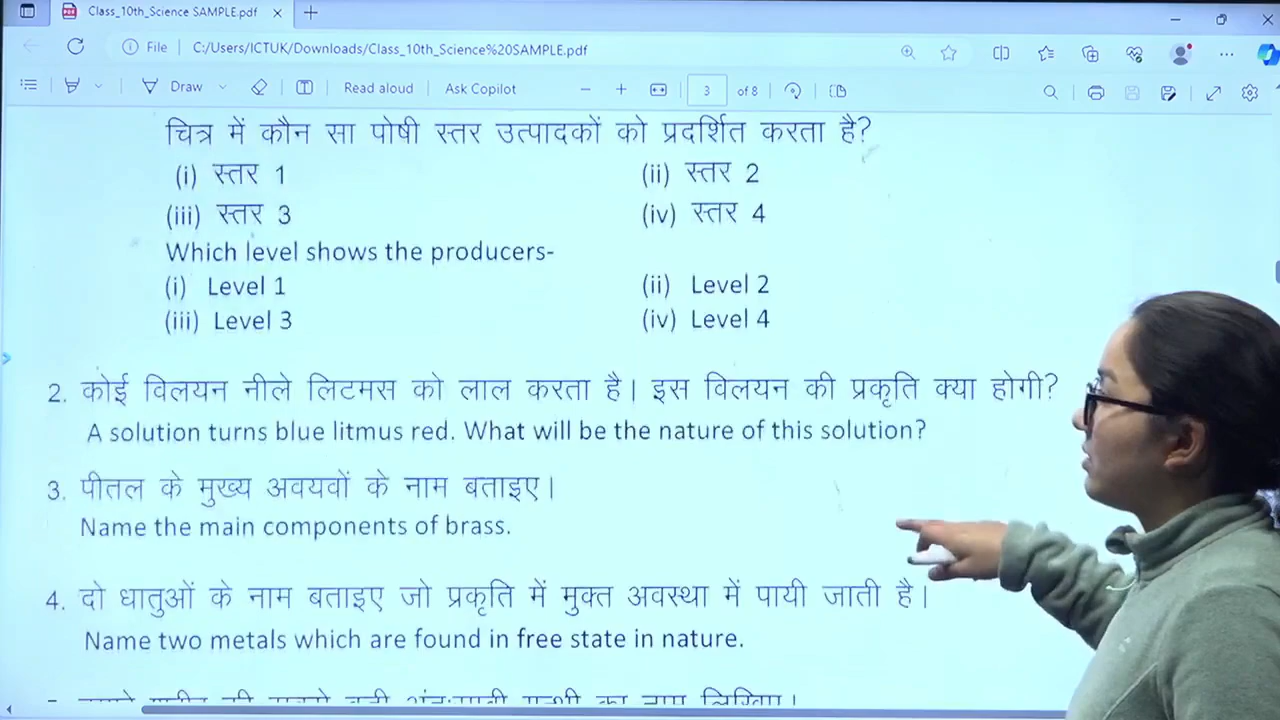 Class_10th_Science SAMPLE.pdf
File C:/Users/ICTUK/Downloads/Class_10th_Science%20SAMPLE.pdf
Draw Read aloud Ask Copilot 3 of 8
चित्र में कौन सा पोषी स्तर उत्पादकों को प्रदर्शित करता है?
(i) स्तर 1 (ii) स्तर 2
(iii) स्तर 3 (iv) स्तर 4
Which level shows the producers-
(i) Level 1 (ii) Level 2
(iii) Level 3 (iv) Level 4
2. कोई विलयन नीले लिटमस को लाल करता है। इस विलयन की प्रकृति क्या होगी?
A solution turns blue litmus red. What will be the nature of this solution?
3. पीतल के मुख्य अवयवों के नाम बताइए।
Name the main components of brass.
4. दो धातुओं के नाम बताइए जो प्रकृति में मुक्त अवस्था में पायी जाती है।
Name two metals which are found in free state in nature.